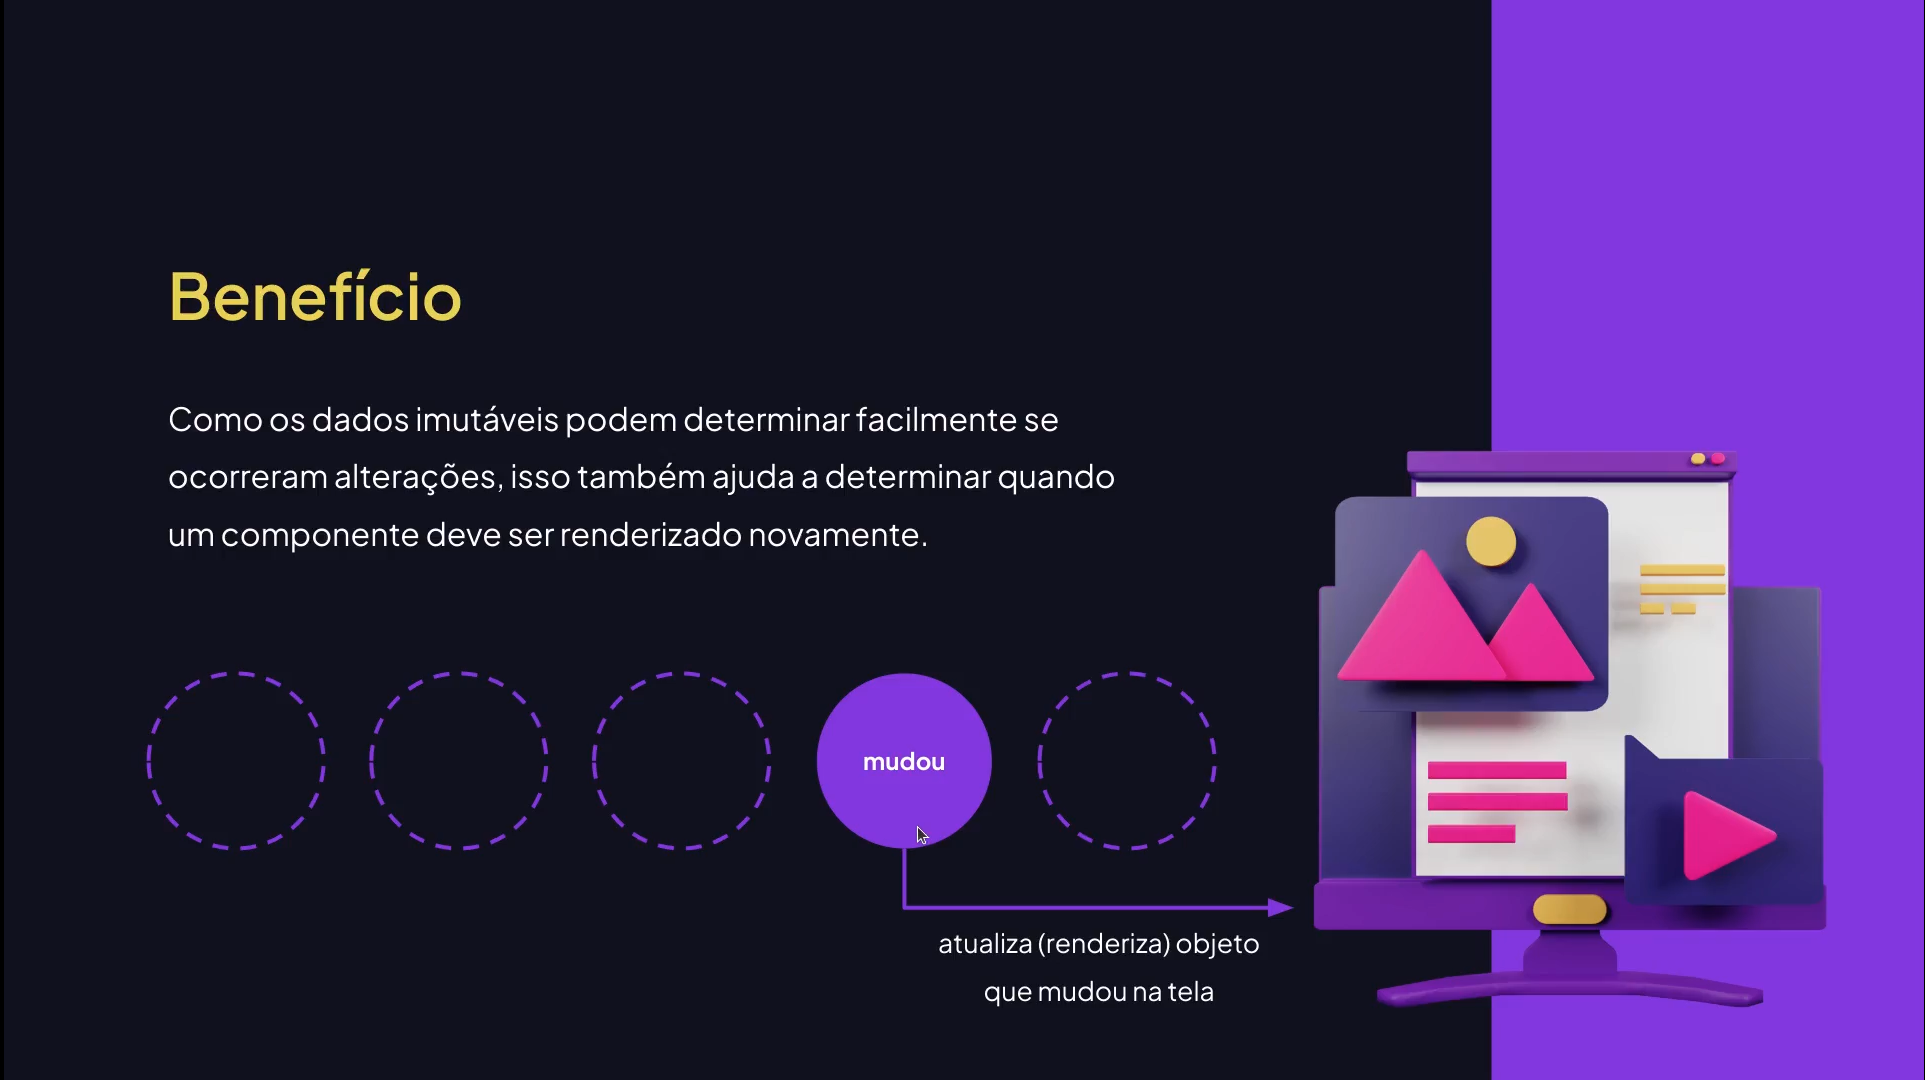 Benefício
Como os dados imutáveis podem determinar facilmente se
ocorreram alterações, isso também ajuda a determinar quando
um componente deve ser renderizado novamente.
mudou
atualiza (renderiza) objeto
que mudou na tela